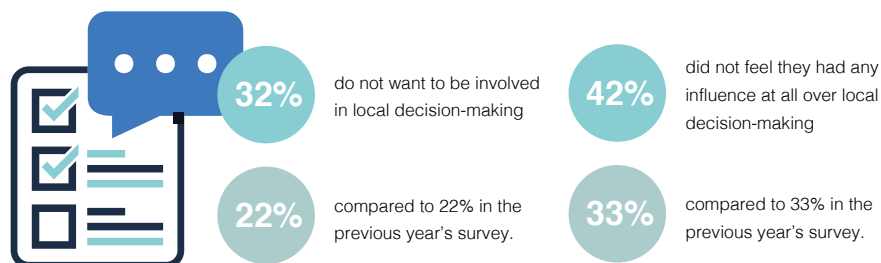 32%
do not want to be involved
in local decision-making
42%
did not feel they had any
influence at all over local
decision-making
22%
compared to 22% in the
previous year’s survey.
33%
compared to 33% in the
previous year’s survey.